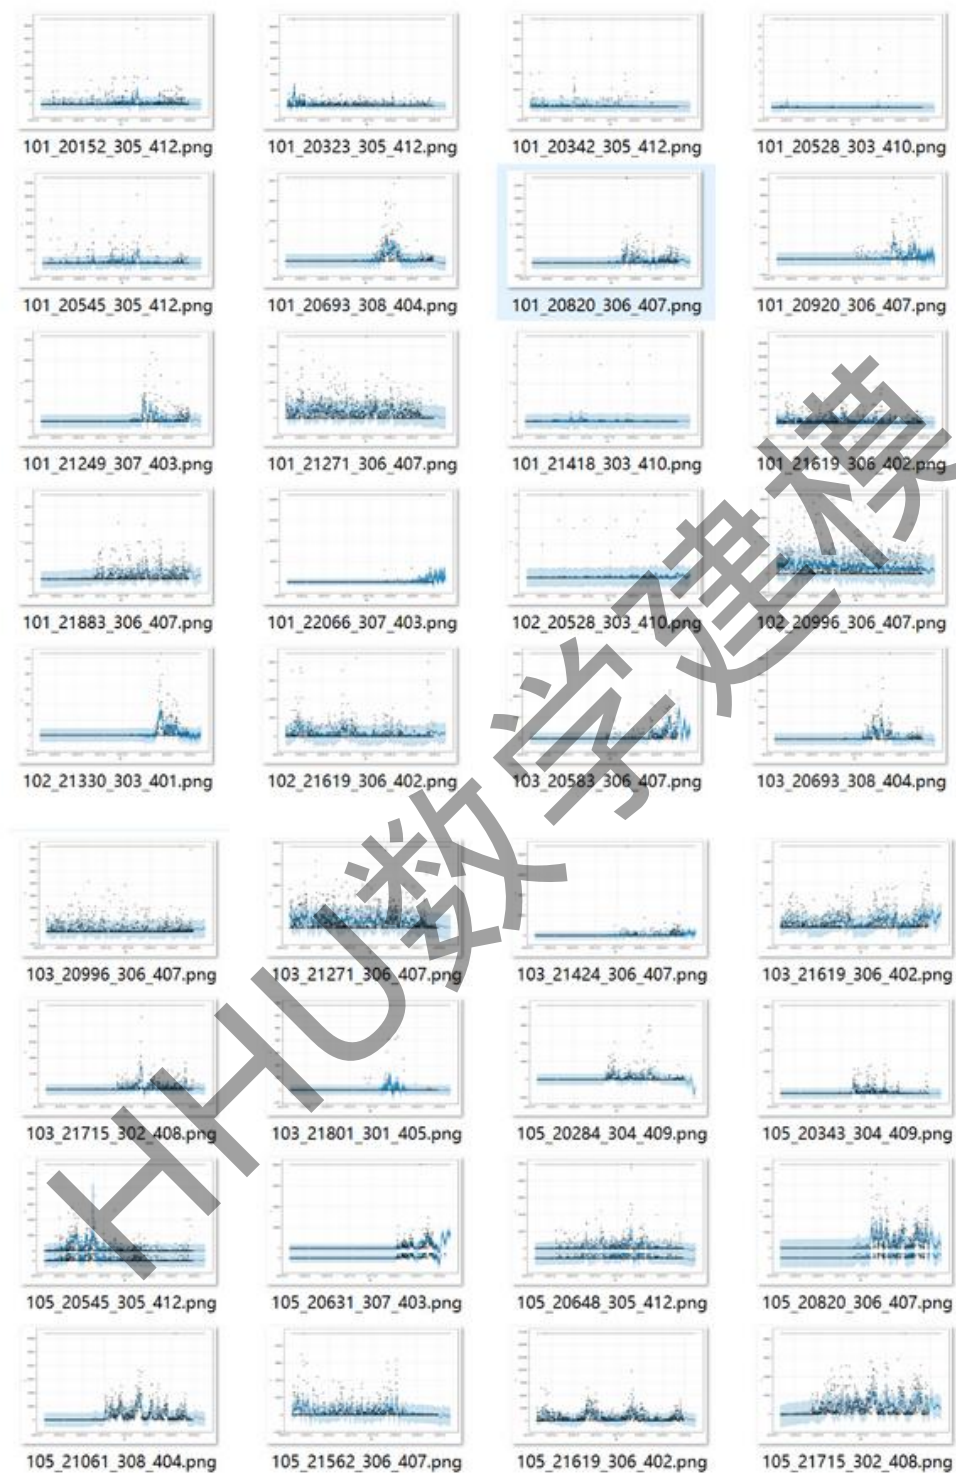 101_20152_305_412.png 101_20323_305_412.png 101_20342_305_412.png 101_20528_303_410.png
101_20545_305_412.png 101_20693_308_404.png 101_20820_306_407.png 101_20920_306_407.png
101_21249_307_403.png 101_21271_306_407.png 101_21418_303_410.png 101_21619_306_402.png
101_21883_306_407.png 101_22066_307_403.png 102_20528_303_410.png 102_20996_306_407.png
102_21330_303_401.png 102_21619_306_402.png 103_20583_306_407.png 103_20693_308_404.png
103_20996_306_407.png 103_21271_306_407.png 103_21424_306_407.png 103_21619_306_402.png
103_21715_302_408.png 103_21801_301_405.png 105_20284_304_409.png 105_20343_304_409.png
105_20545_305_412.png 105_20631_307_403.png 105_20648_305_412.png 105_20820_306_407.png
105_21061_308_404.png 105_21562_306_407.png 105_21619_306_402.png 105_21715_302_408.png
HHU数学建模